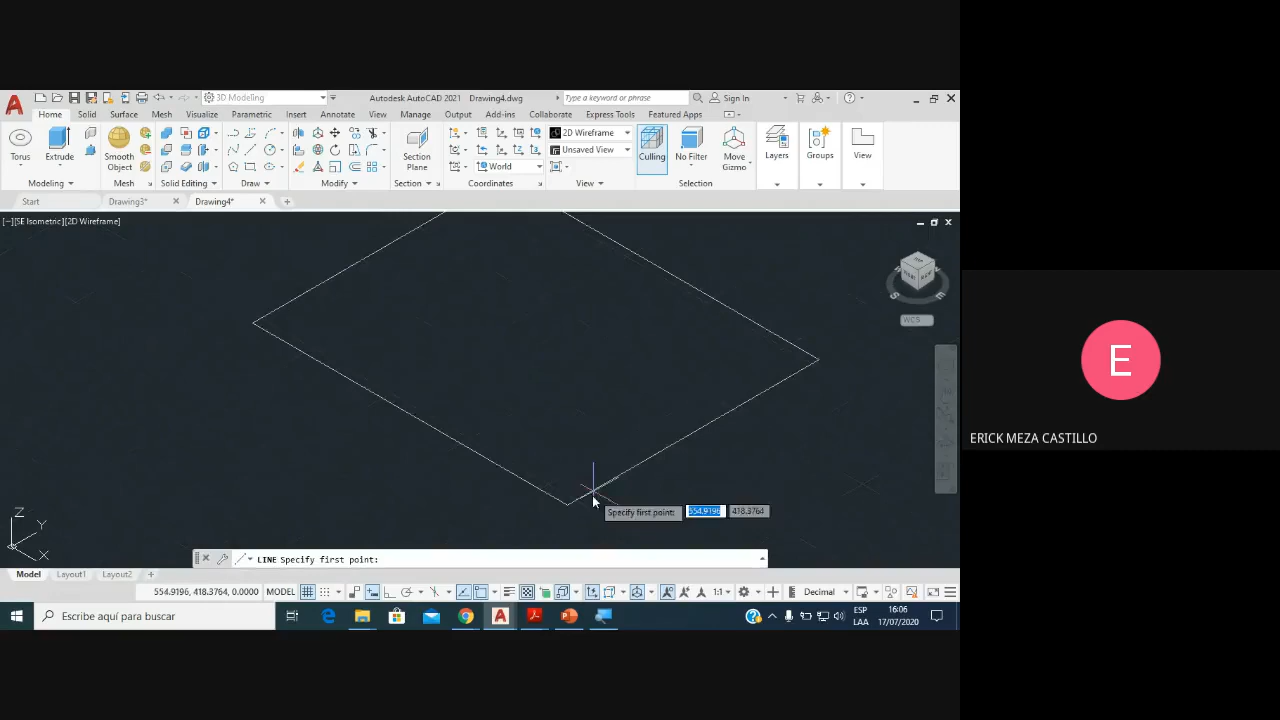 3D Modeling
Autodesk AutoCAD 2021 Drawing4.dwg
Type a keyword or phrase
Sign In
Home Solid Surface Mesh Visualize Parametric Insert Annotate View Manage Output Add-ins Collaborate Express Tools Featured Apps
2D Wireframe
Unsaved View
World
Torus Extrude Smooth Object Section Plane Culling No Filter Move Gizmo Layers Groups View
Modeling Mesh Solid Editing Draw Modify Section Coordinates View Selection
Start Drawing3* Drawing4*
[−][SE Isometric][2D Wireframe]
TOP
S E
WCS
Specify first point: 554.9196 418.3764
Z
Y
X
LINE Specify first point:
Model Layout1 Layout2
554.9196, 418.3764, 0.0000 MODEL 1:1 Decimal
Escribe aquí para buscar
ESP
LAA
16:06
17/07/2020
E
ERICK MEZA CASTILLO